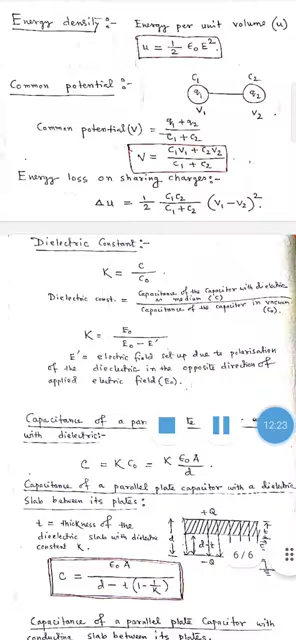 Energy density:- Energy per unit volume (u)
u = 1/2 ε₀ E².
Common potential:-
C₁ C₂
q₁ q₂
V₁ V₂
Common potential (V) = q₁ + q₂ / C₁ + C₂
V = C₁V₁ + C₂V₂ / C₁ + C₂
Energy loss on sharing charges:-
Δu = 1/2 C₁C₂ / C₁ + C₂ (V₁ - V₂)².
Dielectric Constant:-
K = C / C₀
Dielectric const. = Capacitance of the Capacitor with dielectric as medium (C) / Capacitance of the capacitor in vacuum (C₀).
K = E₀ / E₀ - E'
E' = electric field set up due to polarisation
of the dielectric in the opposite direction of
applied electric field (E₀).
Capacitance of a par
with dielectric:-
12:23
C = K C₀ = K ε₀ A / d
Capacitance of a parallel plate capacitor with a dielectric
Slab between its plates:
t = thickness of the
dielectric slab with dielectric
constant K.
+Q
d t d-t
-Q
6/6
C = ε₀ A / d - t (1 - 1/K)
Capacitance of a parallel plate Capacitor with
conducting slab between its plates.